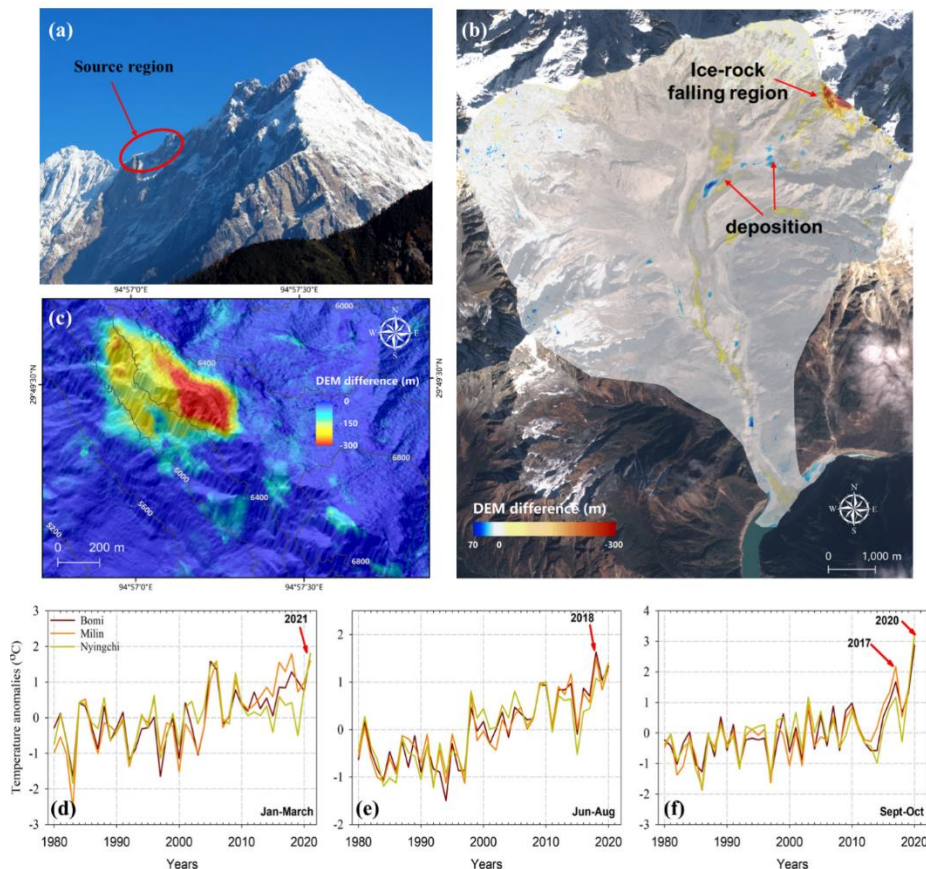 (a)
Source region
(b)
Ice-rock
falling region
deposition
DEM difference (m)
70 0 -300
N
W E
S
0 1,000 m
94°57'0"E 94°57'30"E
(c)
29°49'30"N
29°49'30"N
6000
6400
N
W E
S
DEM difference (m)
0
-150
-300
6800
6000
6400
5600
5200
6800
0 200 m
94°57'0"E 94°57'30"E
Temperature anomalies (°C)
3
2
1
0
-1
-2
-3
Bomi
Milin
Nyingchi
2021
(d)
Jan-March
1980 1990 2000 2010 2020
Years
2
1
0
-1
-2
2018
(e)
Jun-Aug
1980 1990 2000 2010 2020
Years
4
3
2
1
0
-1
-2
-3
2020
2017
(f)
Sept-Oct
1980 1990 2000 2010 2020
Years